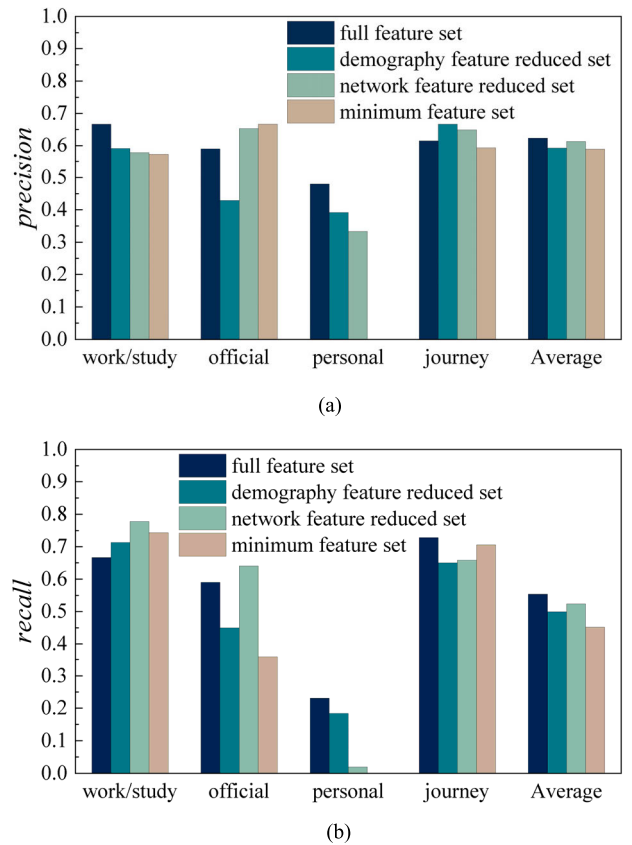 1.0
0.9
0.8
0.7
0.6
0.5
0.4
0.3
0.2
0.1
0.0
precision
full feature set
demography feature reduced set
network feature reduced set
minimum feature set
work/study official personal journey Average
(a)
1.0
0.9
0.8
0.7
0.6
0.5
0.4
0.3
0.2
0.1
0.0
recall
full feature set
demography feature reduced set
network feature reduced set
minimum feature set
work/study official personal journey Average
(b)